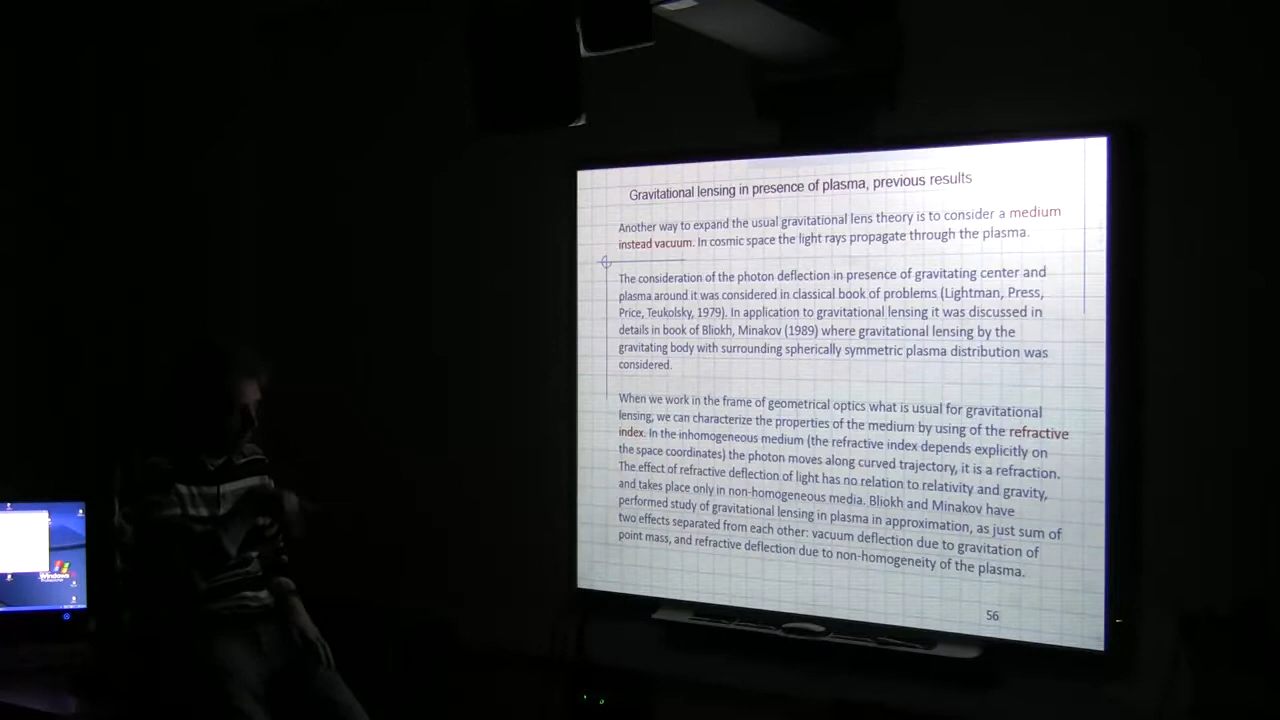 Gravitational lensing in presence of plasma, previous results
Another way to expand the usual gravitational lens theory is to consider a medium
instead vacuum. In cosmic space the light rays propagate through the plasma.
The consideration of the photon deflection in presence of gravitating center and
plasma around it was considered in classical book of problems (Lightman, Press,
Price, Teukolsky, 1979). In application to gravitational lensing it was discussed in
details in book of Bliokh, Minakov (1989) where gravitational lensing by the
gravitating body with surrounding spherically symmetric plasma distribution was
considered.
When we work in the frame of geometrical optics what is usual for gravitational
lensing, we can characterize the properties of the medium by using of the refractive
index. In the inhomogeneous medium (the refractive index depends explicitly on
the space coordinates) the photon moves along curved trajectory, it is a refraction.
The effect of refractive deflection of light has no relation to relativity and gravity,
and takes place only in non-homogeneous media. Bliokh and Minakov have
performed study of gravitational lensing in plasma in approximation, as just sum of
two effects separated from each other: vacuum deflection due to gravitation of
point mass, and refractive deflection due to non-homogeneity of the plasma.
56
Windows